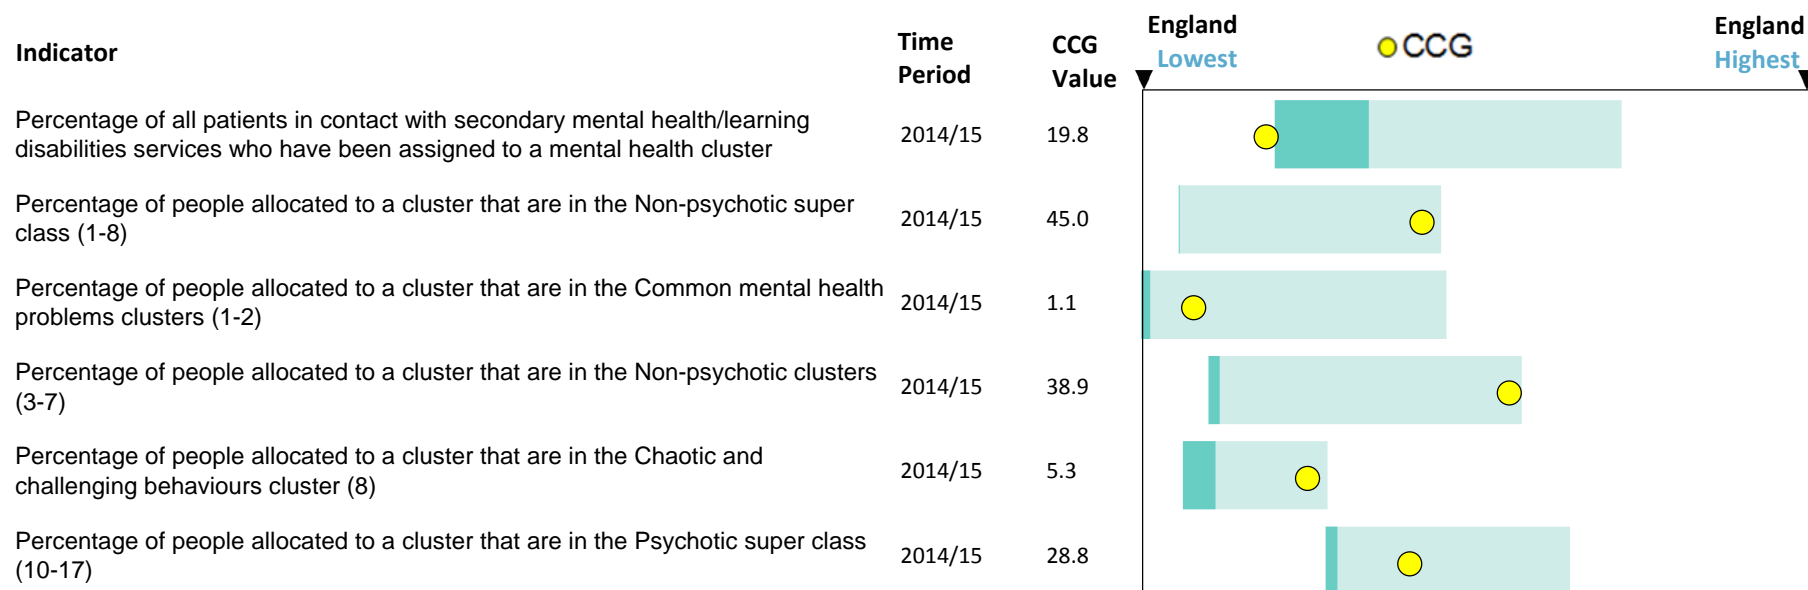 Indicator
Time
Period
CCG
Value
England
Lowest
CCG
England
Highest
Percentage of all patients in contact with secondary mental health/learning
disabilities services who have been assigned to a mental health cluster
2014/15
19.8
Percentage of people allocated to a cluster that are in the Non-psychotic super
class (1-8)
2014/15
45.0
Percentage of people allocated to a cluster that are in the Common mental health
problems clusters (1-2)
2014/15
1.1
Percentage of people allocated to a cluster that are in the Non-psychotic clusters
(3-7)
2014/15
38.9
Percentage of people allocated to a cluster that are in the Chaotic and
challenging behaviours cluster (8)
2014/15
5.3
Percentage of people allocated to a cluster that are in the Psychotic super class
(10-17)
2014/15
28.8